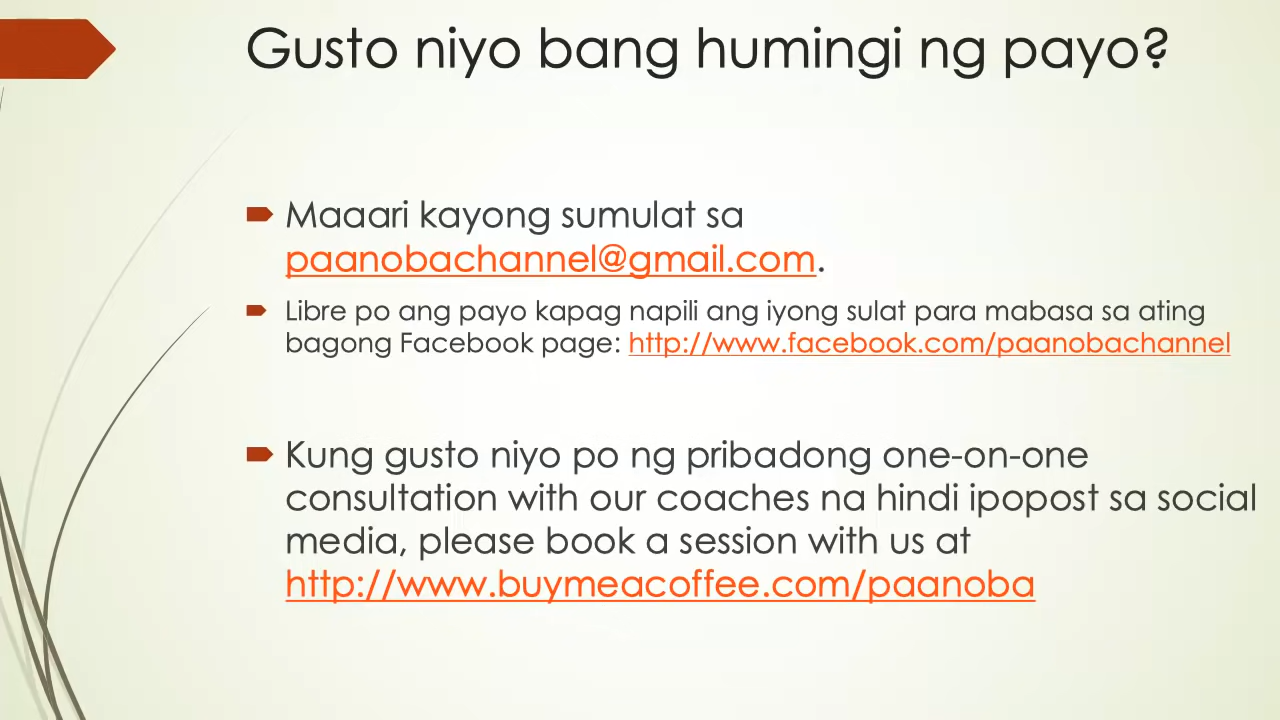 Gusto niyo bang humingi ng payo?
Maaari kayong sumulat sa
paanobachannel@gmail.com.
Libre po ang payo kapag napili ang iyong sulat para mabasa sa ating
bagong Facebook page: http://www.facebook.com/paanobachannel
Kung gusto niyo po ng pribadong one-on-one
consultation with our coaches na hindi ipopost sa social
media, please book a session with us at
http://www.buymeacoffee.com/paanoba